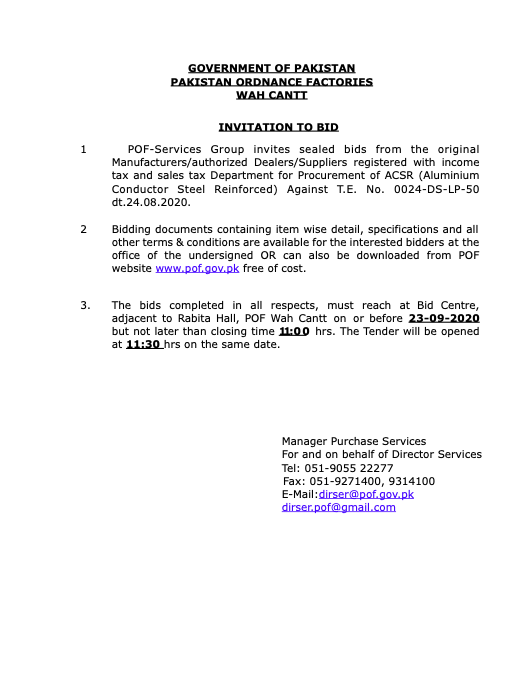 GOVERNMENT OF PAKISTAN
PAKISTAN ORDNANCE FACTORIES
WAH CANTT
INVITATION TO BID
1 POF-Services Group invites sealed bids from the original
Manufacturers/authorized Dealers/Suppliers registered with income
tax and sales tax Department for Procurement of ACSR (Aluminium
Conductor Steel Reinforced) Against T.E. No. 0024-DS-LP-50
dt.24.08.2020.
2 Bidding documents containing item wise detail, specifications and all
other terms & conditions are available for the interested bidders at the
office of the undersigned OR can also be downloaded from POF
website www.pof.gov.pk free of cost.
3. The bids completed in all respects, must reach at Bid Centre,
adjacent to Rabita Hall, POF Wah Cantt on or before 23-09-2020
but not later than closing time 11:00 hrs. The Tender will be opened
at 11:30 hrs on the same date.
Manager Purchase Services
For and on behalf of Director Services
Tel: 051-9055 22277
Fax: 051-9271400, 9314100
E-Mail:dirser@pof.gov.pk
dirser.pof@gmail.com